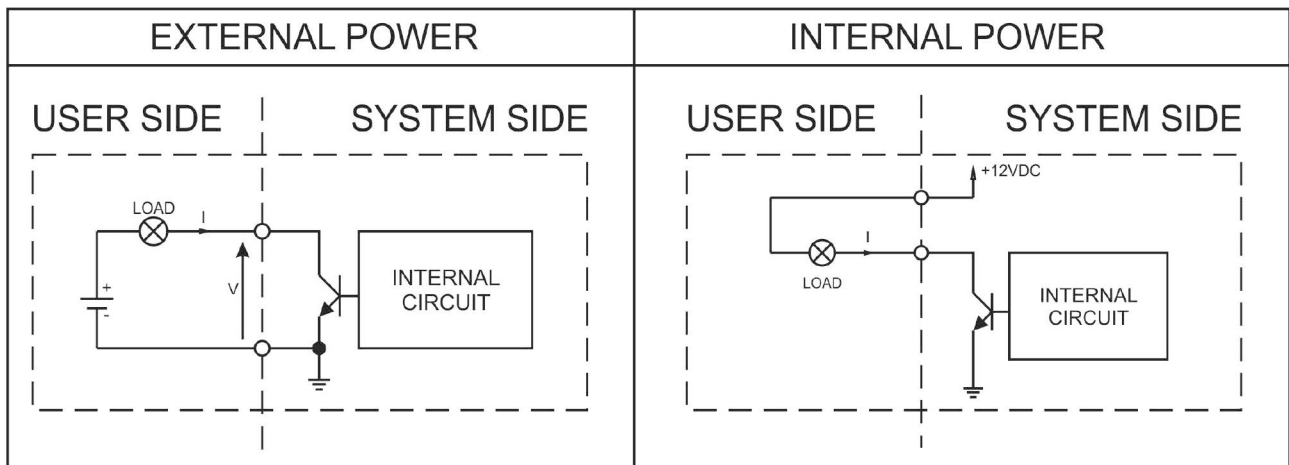 EXTERNAL POWER
INTERNAL POWER
USER SIDE
SYSTEM SIDE
LOAD
I
+
-
V
INTERNAL
CIRCUIT
USER SIDE
SYSTEM SIDE
+12VDC
I
LOAD
INTERNAL
CIRCUIT